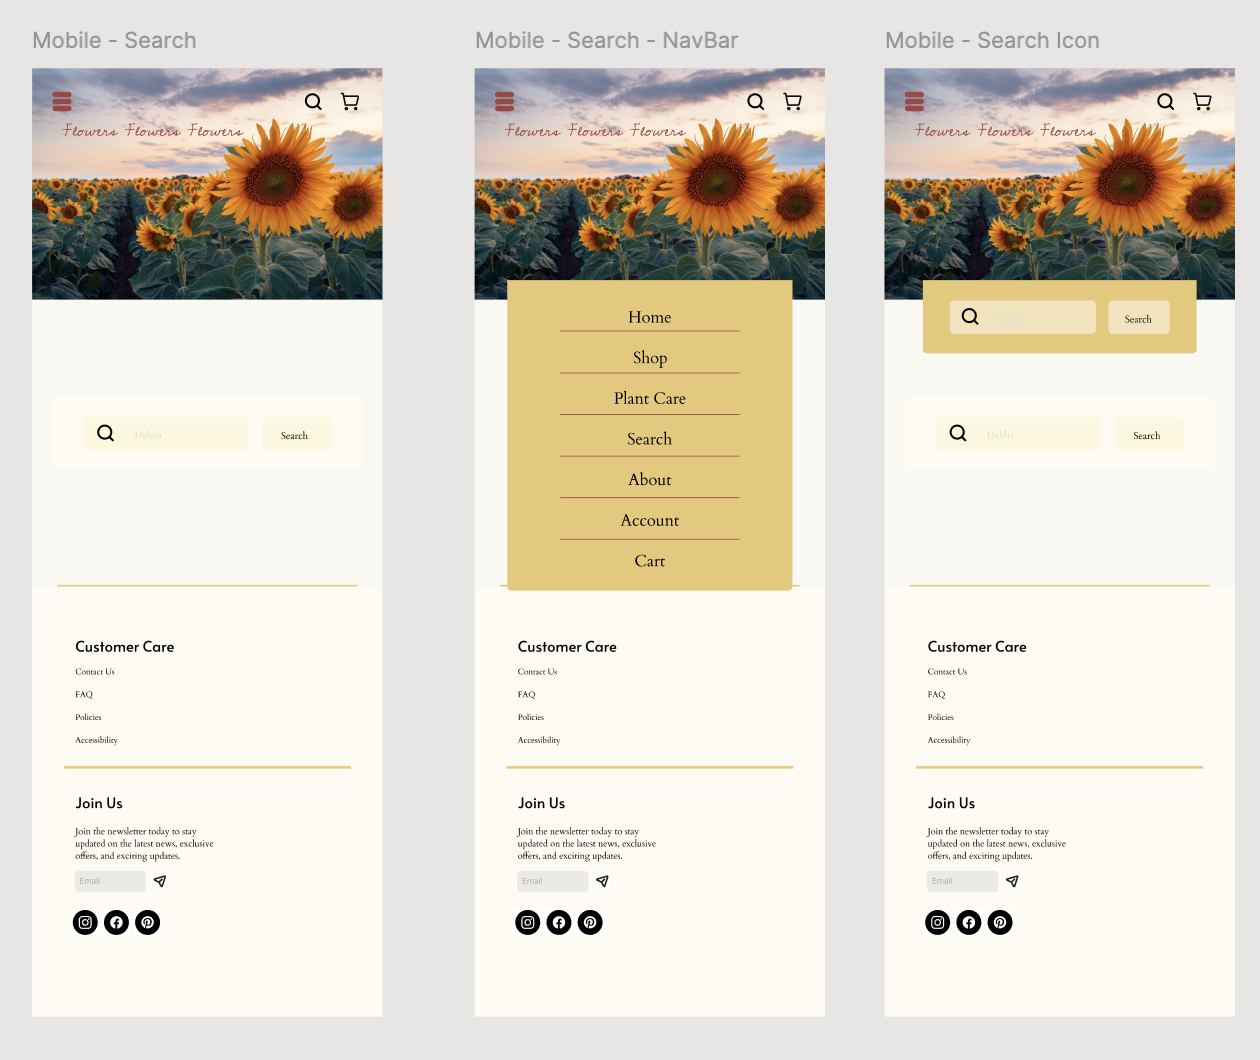 Mobile - Search
Flowers Flowers Flowers
Dahlia
Search
Customer Care
Contact Us
FAQ
Policies
Accessibility
Join Us
Join the newsletter today to stay
updated on the latest news, exclusive
offers, and exciting updates.
Email
Mobile - Search - NavBar
Flowers Flowers Flowers
Home
Shop
Plant Care
Search
About
Account
Cart
Customer Care
Contact Us
FAQ
Policies
Accessibility
Join Us
Join the newsletter today to stay
updated on the latest news, exclusive
offers, and exciting updates.
Email
Mobile - Search Icon
Flowers Flowers Flowers
Dahlia
Search
Dahlia
Search
Customer Care
Contact Us
FAQ
Policies
Accessibility
Join Us
Join the newsletter today to stay
updated on the latest news, exclusive
offers, and exciting updates.
Email